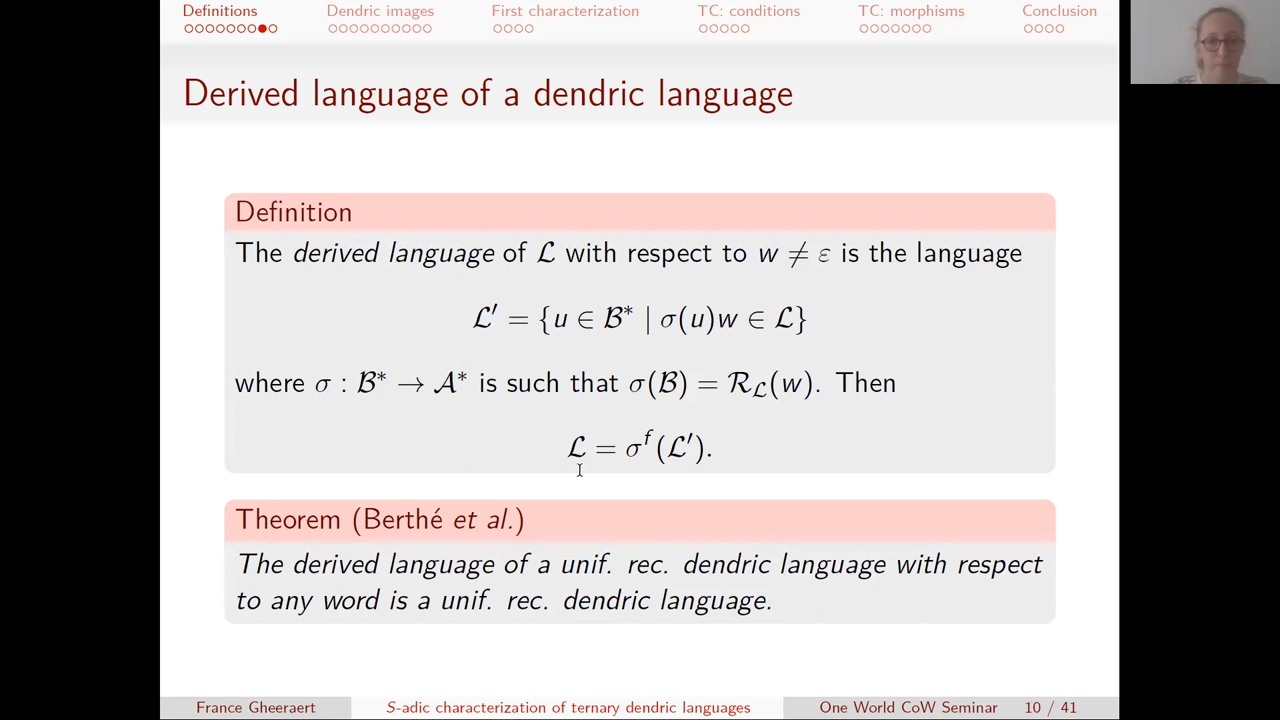 Definitions Dendric images First characterization TC: conditions TC: morphisms Conclusion
Derived language of a dendric language
Definition
The derived language of ℒ with respect to w ≠ ε is the language
ℒ′ = {u ∈ ℬ* | σ(u)w ∈ ℒ}
where σ : ℬ* → 𝒜* is such that σ(ℬ) = ℛ_ℒ(w). Then
ℒ = σᶠ(ℒ′).
Theorem (Berthé et al.)
The derived language of a unif. rec. dendric language with respect
to any word is a unif. rec. dendric language.
France Gheeraert S-adic characterization of ternary dendric languages One World CoW Seminar 10 / 41